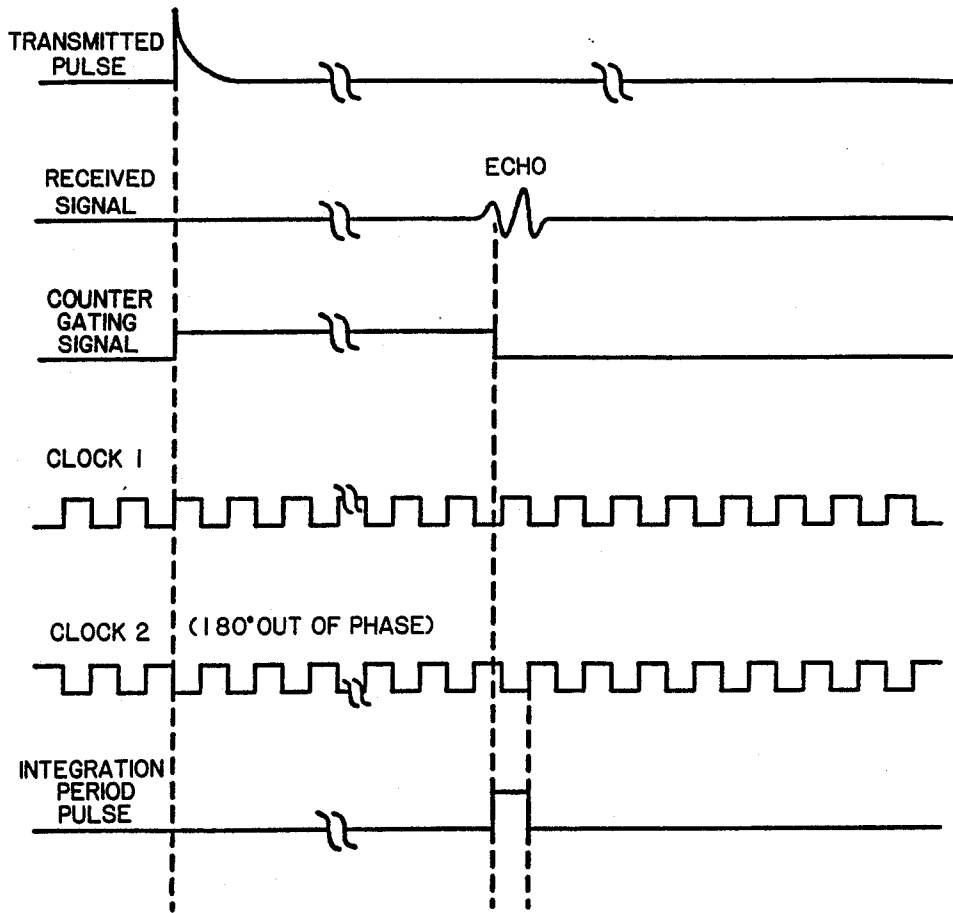 TRANSMITTED
PULSE
RECEIVED
SIGNAL
ECHO
COUNTER
GATING
SIGNAL
CLOCK 1
CLOCK 2
(180° OUT OF PHASE)
INTEGRATION
PERIOD
PULSE